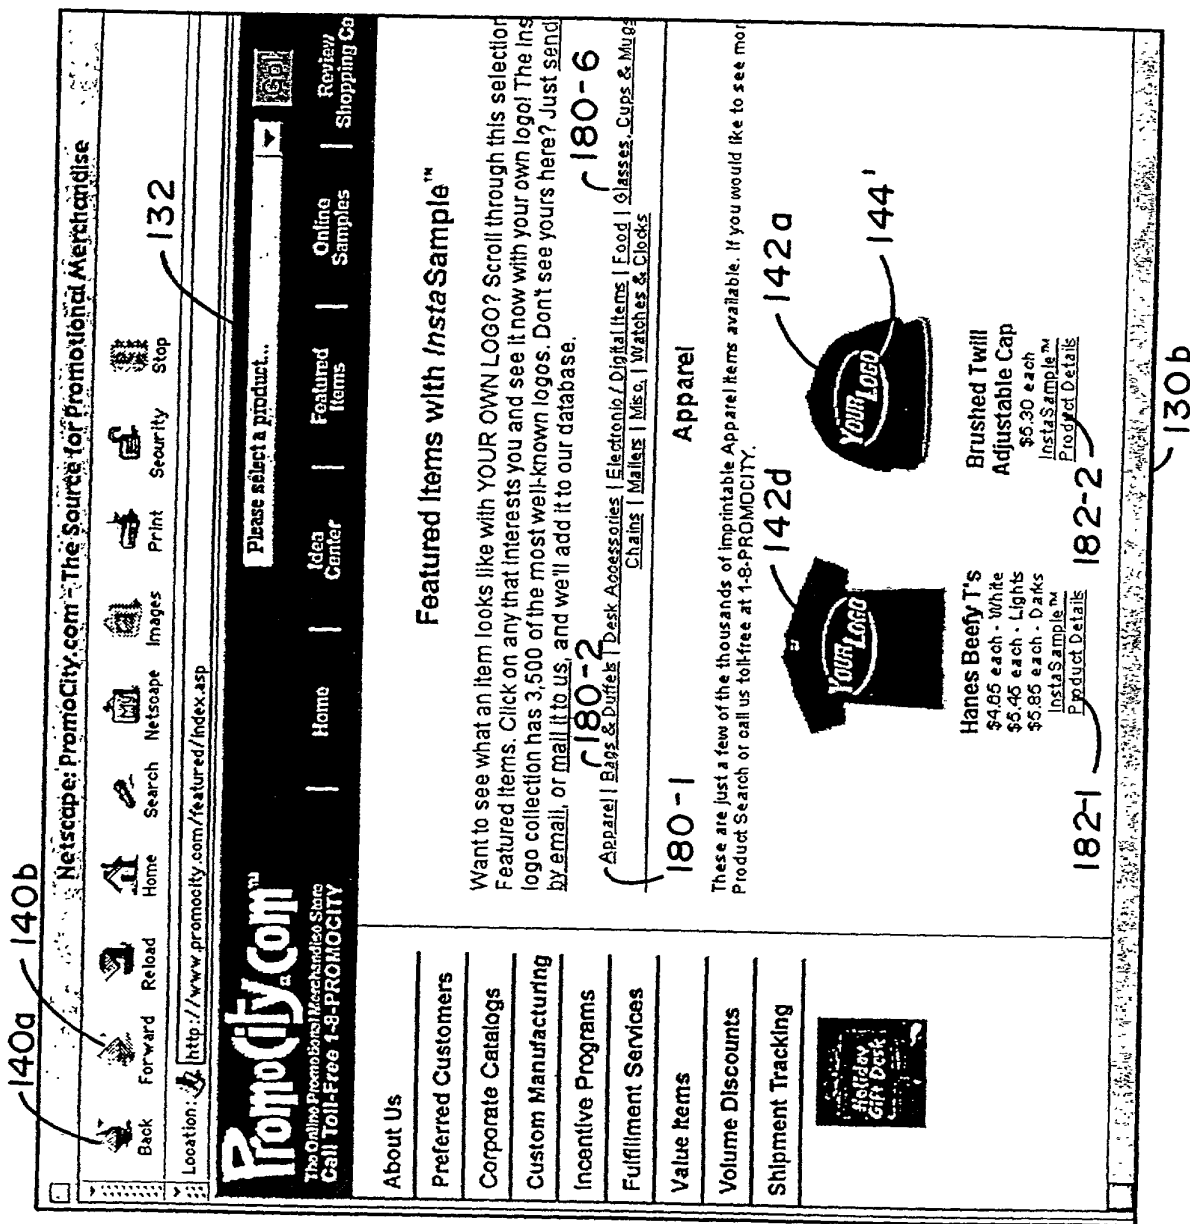 140a
140b
Netscape: PromoCity.com - The Source for Promotional Merchandise
Back Forward Reload Home Search Netscape Images Print Security Stop
Location: http://www.promocity.com/featured/index.asp
132
PromoCity.com™
The Online Promotional Merchandise Store
Call Toll-Free 1-8-PROMOCITY
Please select a product...
GO!
| Home | Idea Center | Featured Items | Online Samples | Review Shopping Ca
About Us
Preferred Customers
Corporate Catalogs
Custom Manufacturing
Incentive Programs
Fulfillment Services
Value Items
Volume Discounts
Shipment Tracking
Holiday
Gift Desk
Featured Items with InstaSample™
Want to see what an item looks like with YOUR OWN LOGO? Scroll through this selection
Featured Items. Click on any that interests you and see it now with your own logo! The Ins
logo collection has 3,500 of the most well-known logos. Don't see yours here? Just send
by email, or mail it to us, and we'll add it to our database.
180-2
180-6
Apparel | Bags & Duffels | Desk Accessories | Electronic / Digital Items | Food | Glasses, Cups & Mugs
Chains | Mailers | Misc. | Watches & Clocks
180-1
Apparel
These are just a few of the thousands of imprintable Apparel items available. If you would like to see mor
Product Search or call us toll-free at 1-8-PROMOCITY.
142d
142a
144'
YOUR LOGO
YOUR LOGO
Hanes Beefy T's
$4.85 each - White
$5.45 each - Lights
$5.85 each - Darks
InstaSample™
Product Details
Brushed Twill
Adjustable Cap
$5.30 each
InstaSample™
Product Details
182-1
182-2
130b